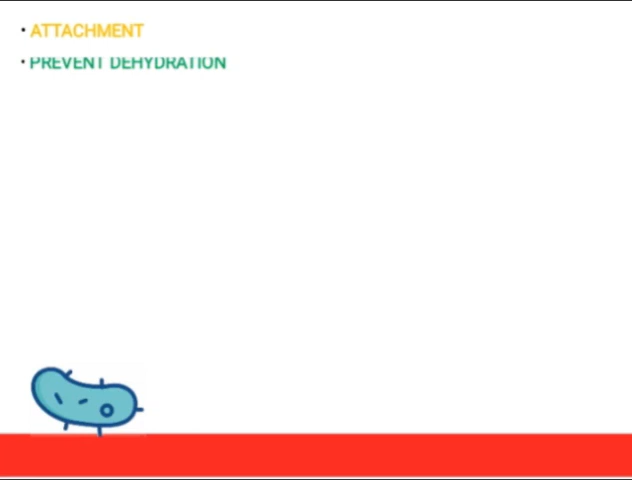 • ATTACHMENT
• PREVENT DEHYDRATION